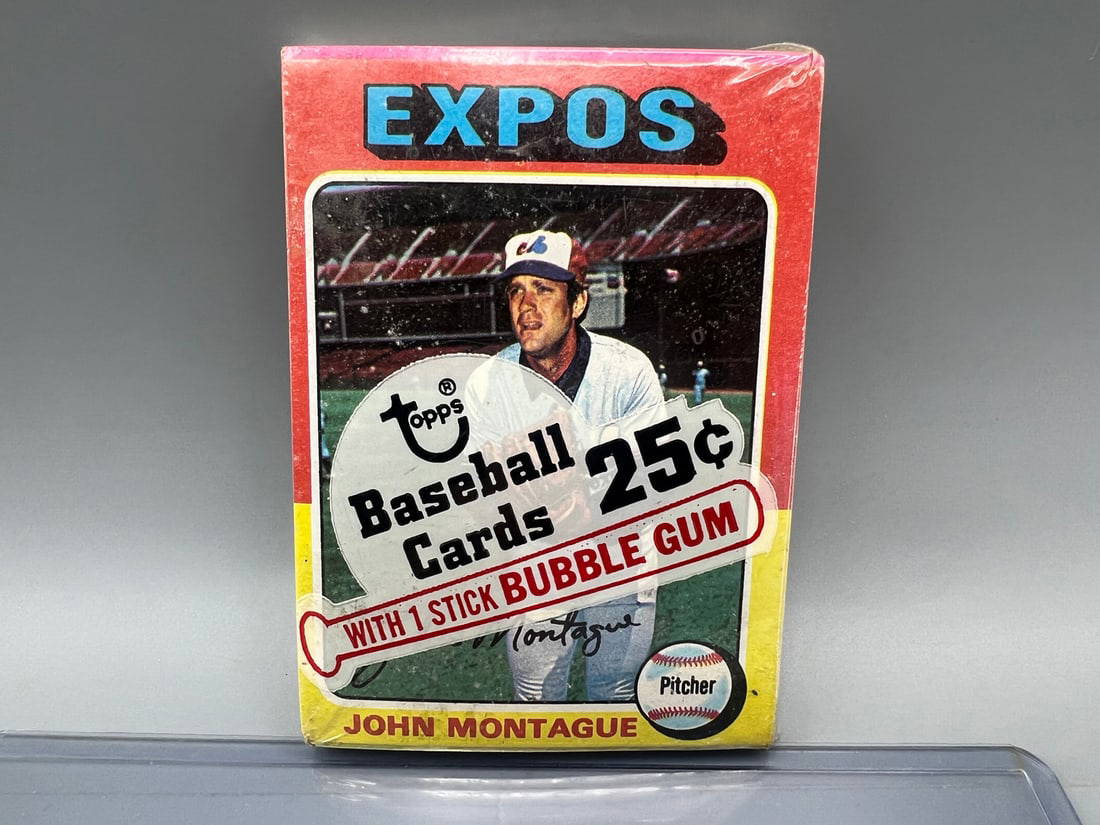 EXPOS
topps®
Baseball
Cards
25¢
WITH 1 STICK BUBBLE GUM
Montague
Pitcher
JOHN MONTAGUE